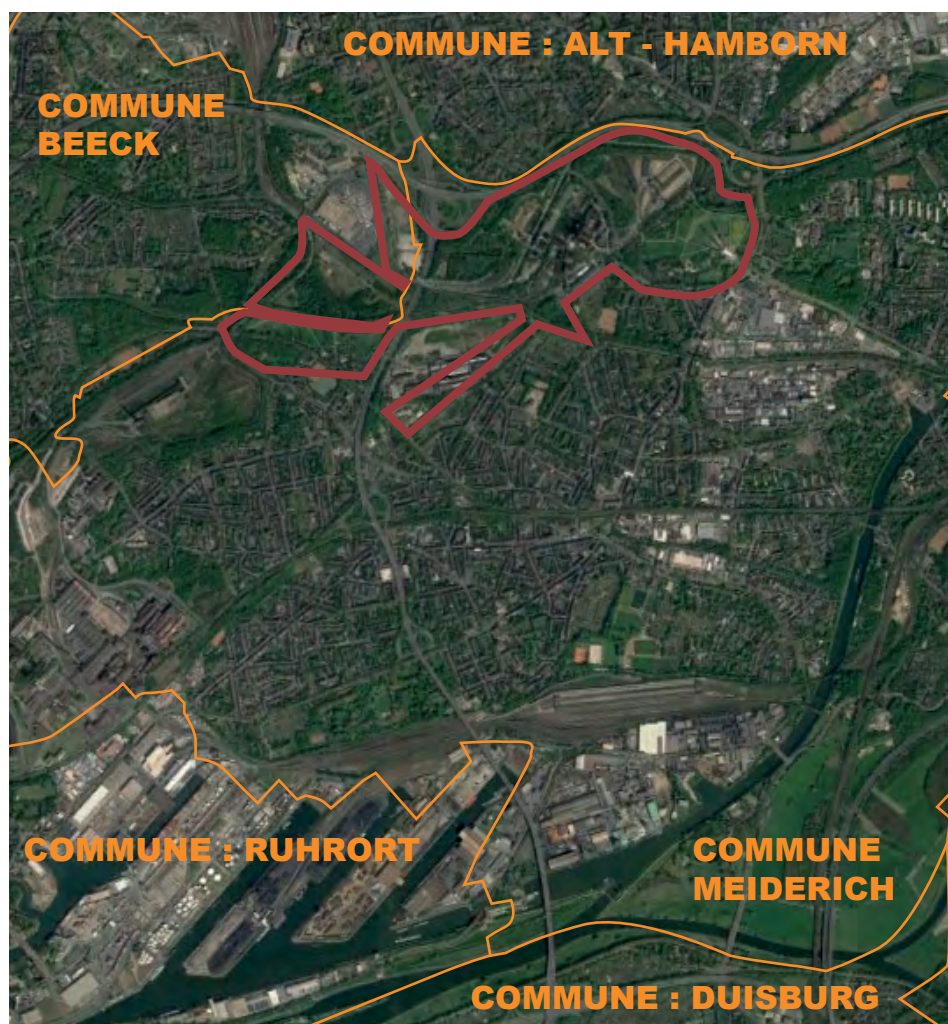 COMMUNE : ALT - HAMBORN
COMMUNE
BEECK
COMMUNE : RUHRORT
COMMUNE
MEIDERICH
COMMUNE : DUISBURG